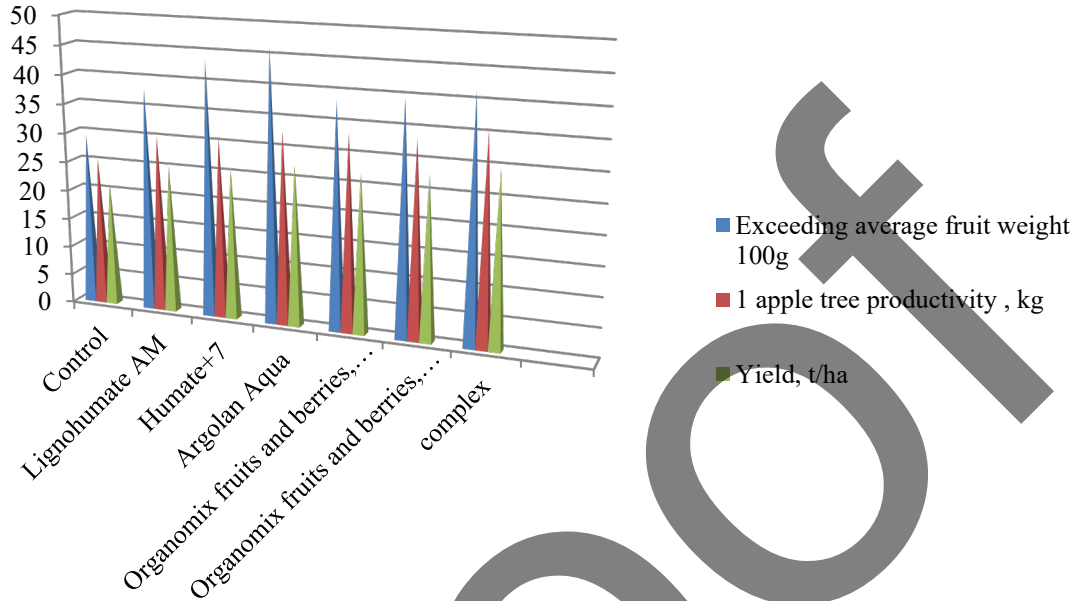 50
45
40
35
30
25
20
15
10
5
0
Control
Lignohumate AM
Humate+7
Argolan Aqua
Organomix fruits and berries,…
Organomix fruits and berries,…
complex
Exceeding average fruit weight
100g
1 apple tree productivity , kg
Yield, t/ha
oof